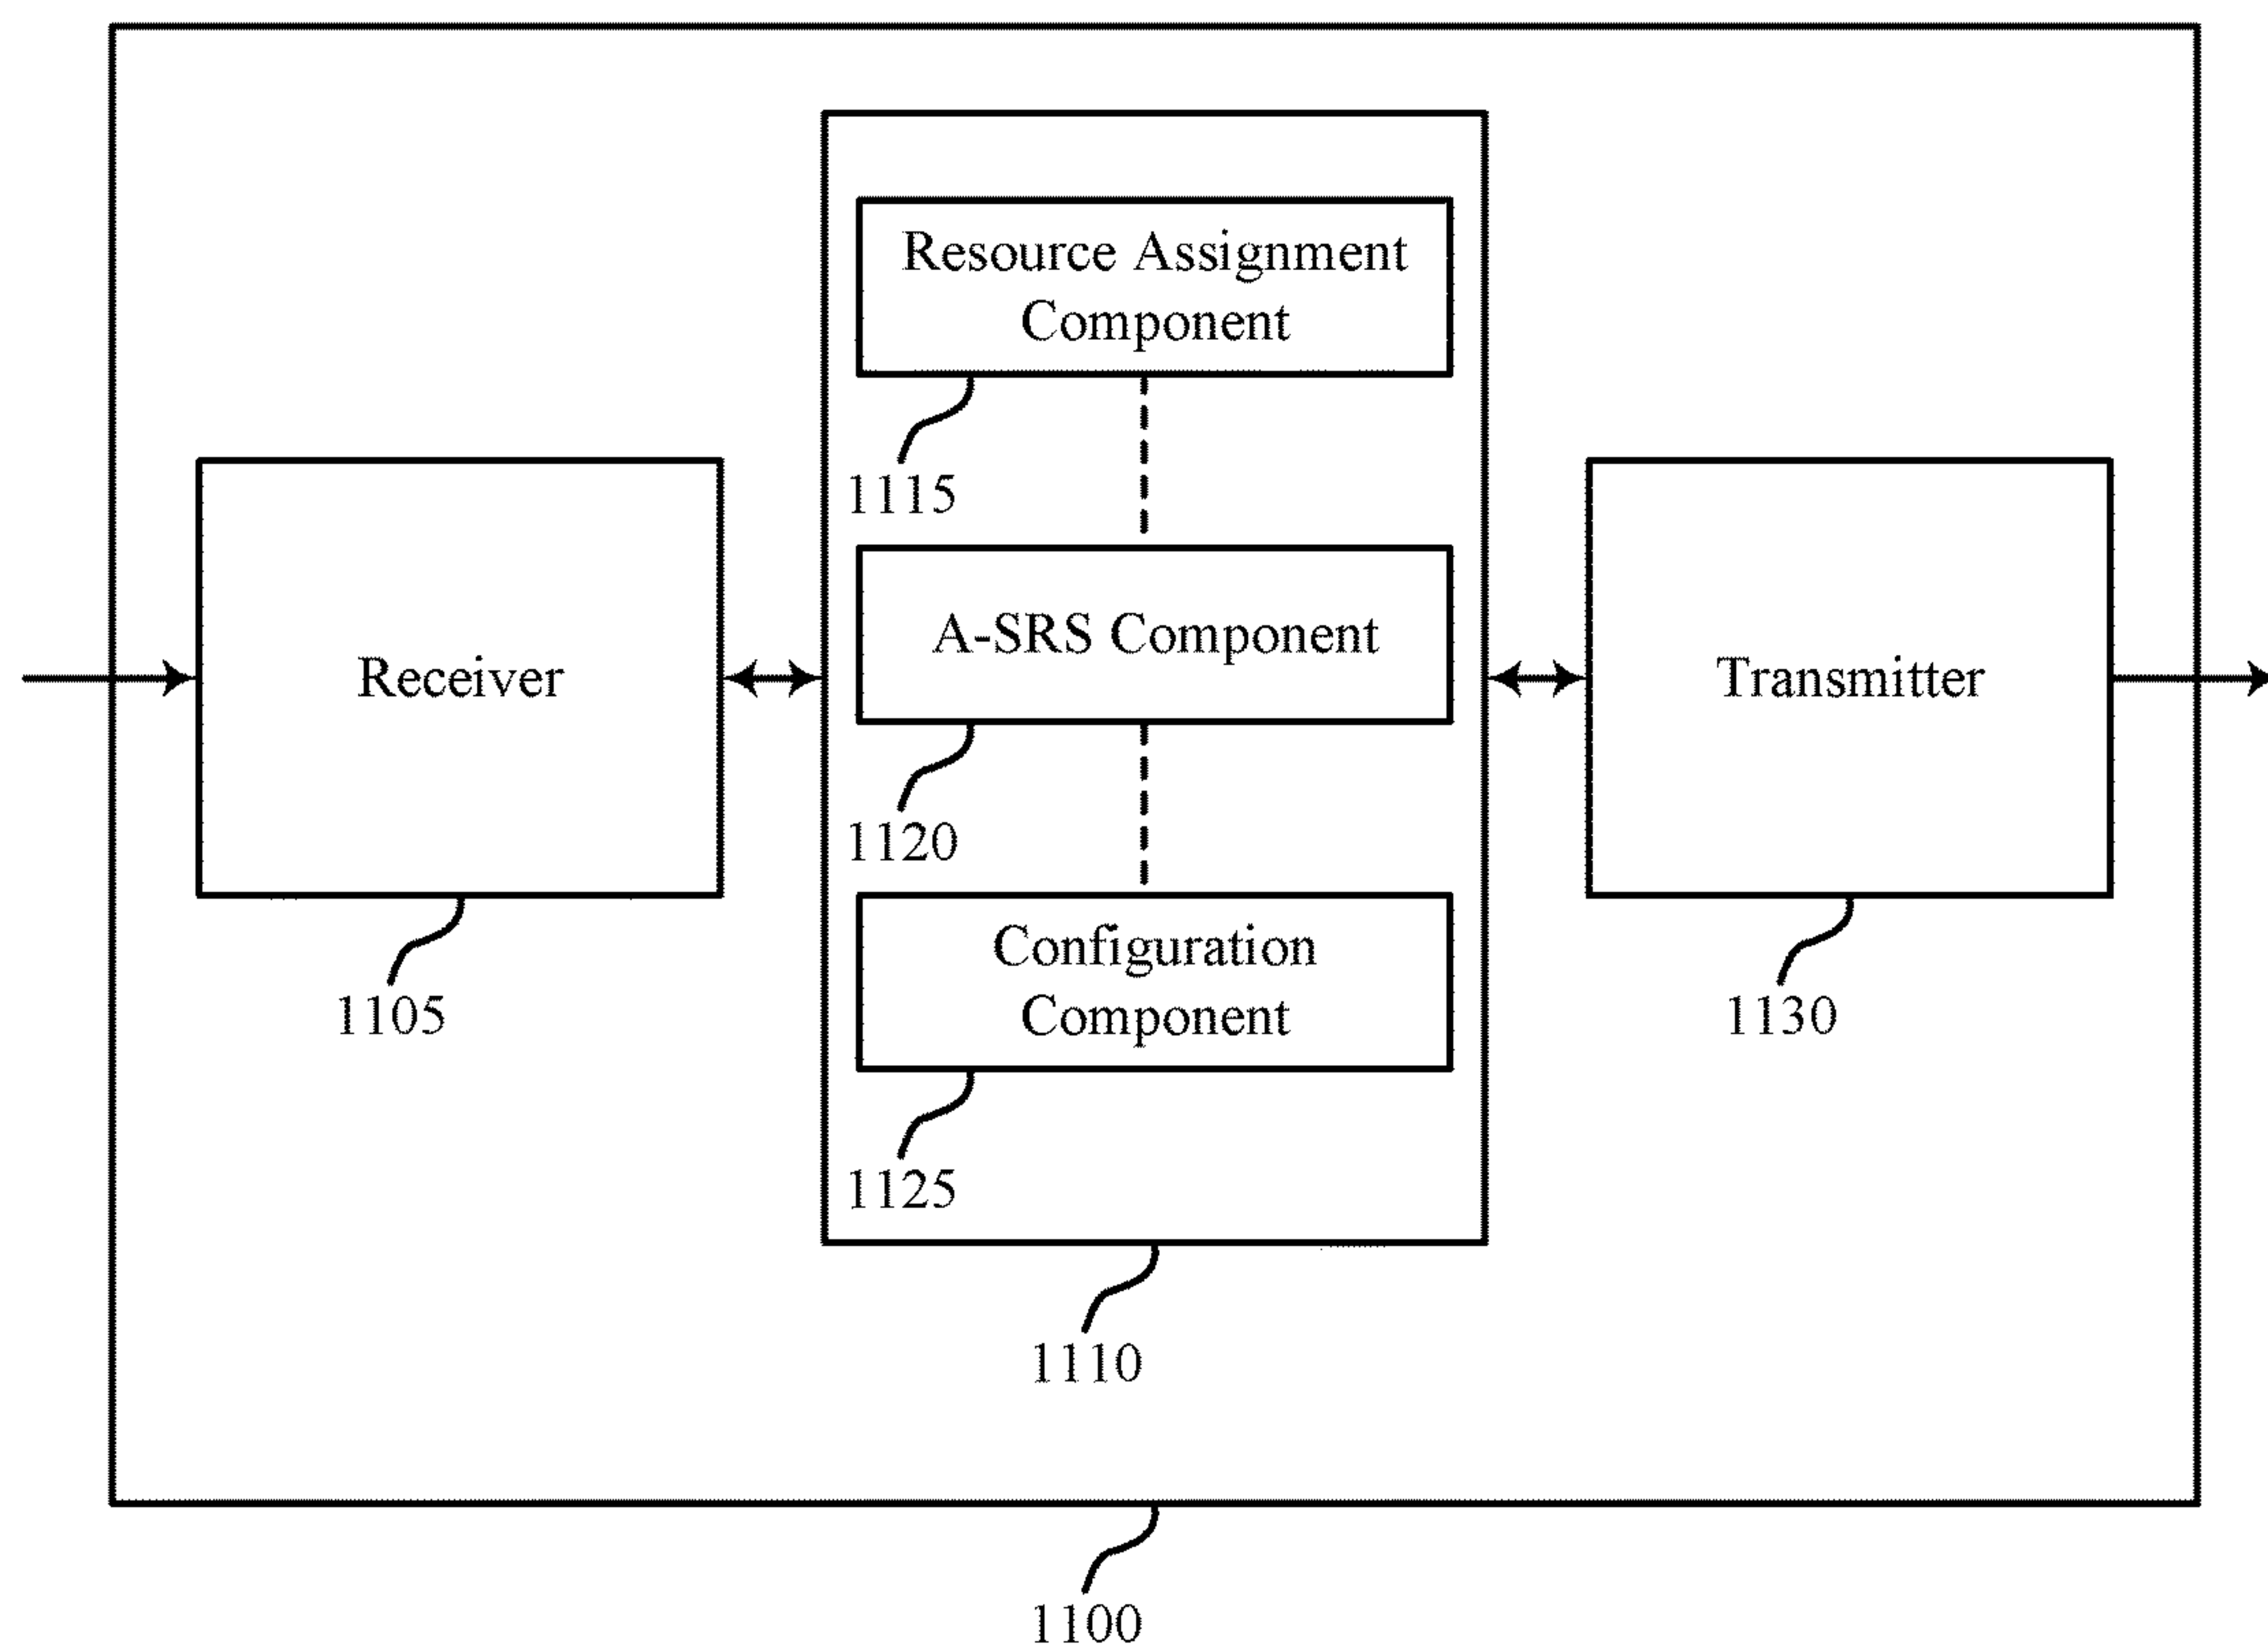 Resource Assignment
Component
1115
A-SRS Component
1120
Configuration
Component
1125
Receiver
1105
Transmitter
1130
1110
1100